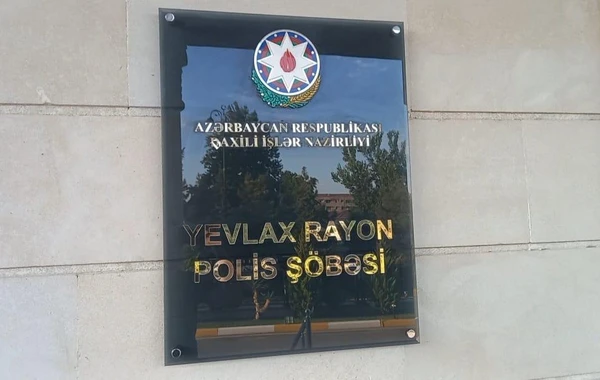 AZƏRBAYCAN RESPUBLİKASI
DAXİLİ İŞLƏR NAZİRLİYİ
YEVLAX RAYON
POLİS ŞÖBƏSİ